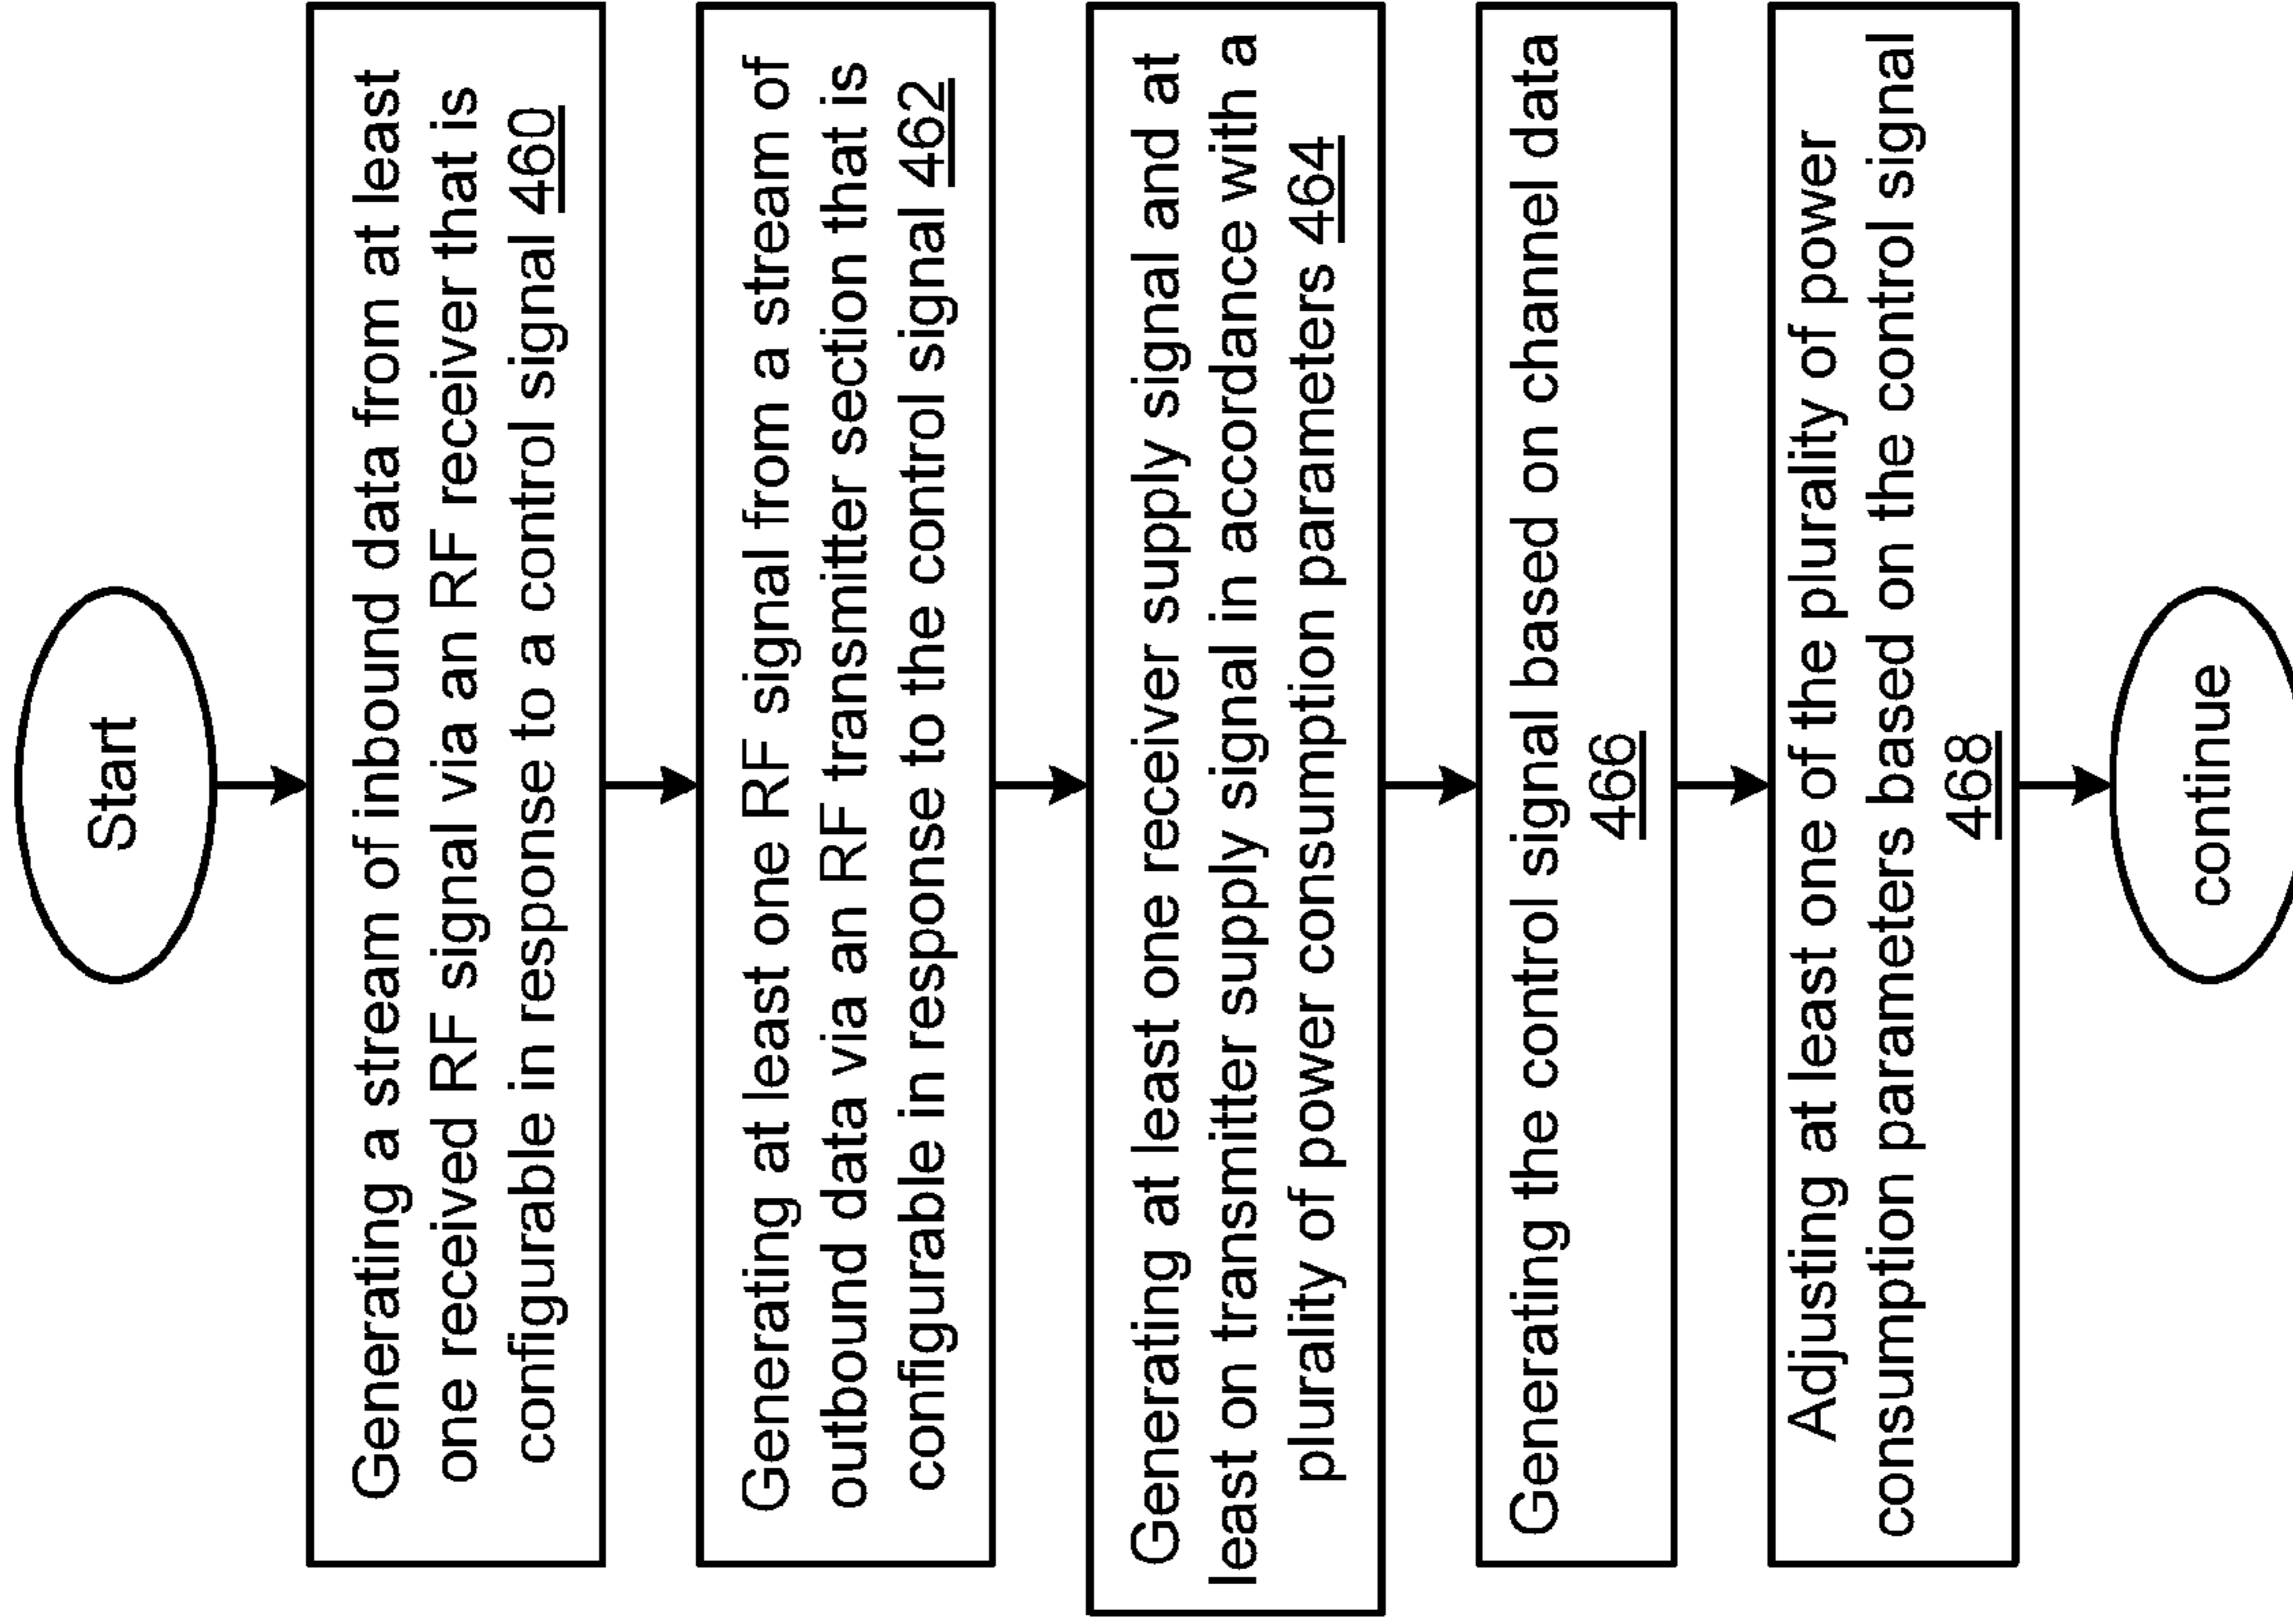 Start
Generating a stream of inbound data from at least
one received RF signal via an RF receiver that is
configurable in response to a control signal 460
Generating at least one RF signal from a stream of
outbound data via an RF transmitter section that is
configurable in response to the control signal 462
Generating at least one receiver supply signal and at
least on transmitter supply signal in accordance with a
plurality of power consumption parameters 464
Generating the control signal based on channel data
466
Adjusting at least one of the plurality of power
consumption parameters based on the control signal
468
continue